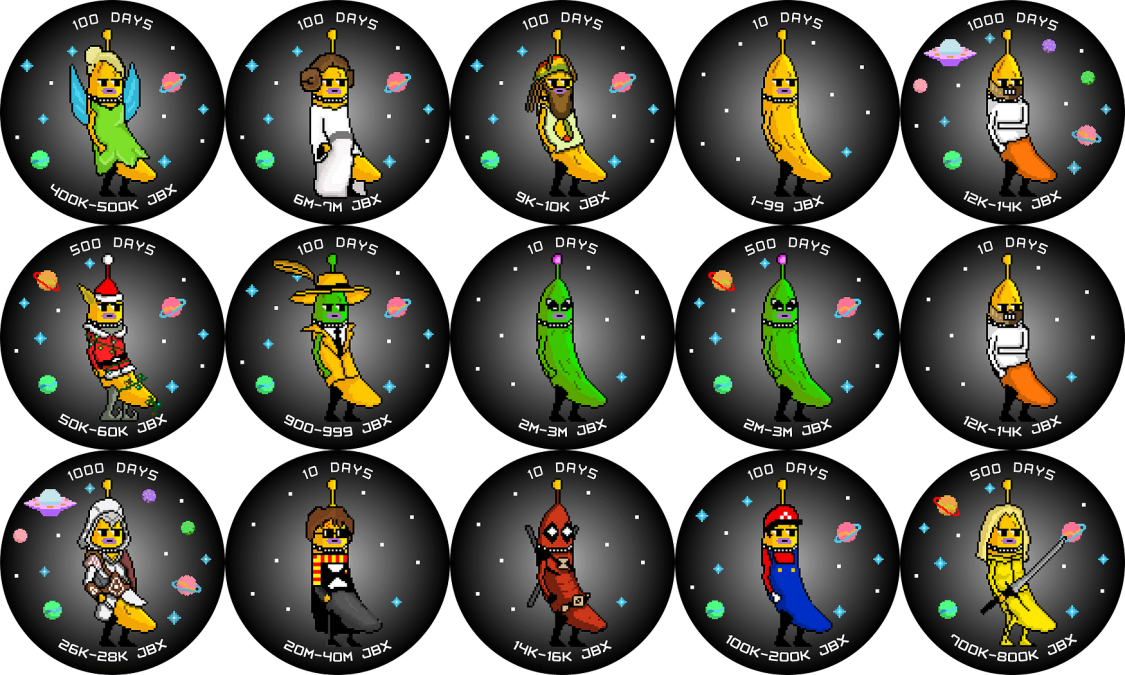 100 DAYS
400K-500K JBX
100 DAYS
6M-7M JBX
100 DAYS
9K-10K JBX
10 DAYS
1-99 JBX
1000 DAYS
12K-14K JBX
500 DAYS
50K-60K JBX
100 DAYS
900-999 JBX
10 DAYS
2M-3M JBX
500 DAYS
2M-3M JBX
10 DAYS
12K-14K JBX
1000 DAYS
26K-28K JBX
10 DAYS
20M-40M JBX
10 DAYS
14K-16K JBX
100 DAYS
100K-200K JBX
500 DAYS
700K-800K JBX